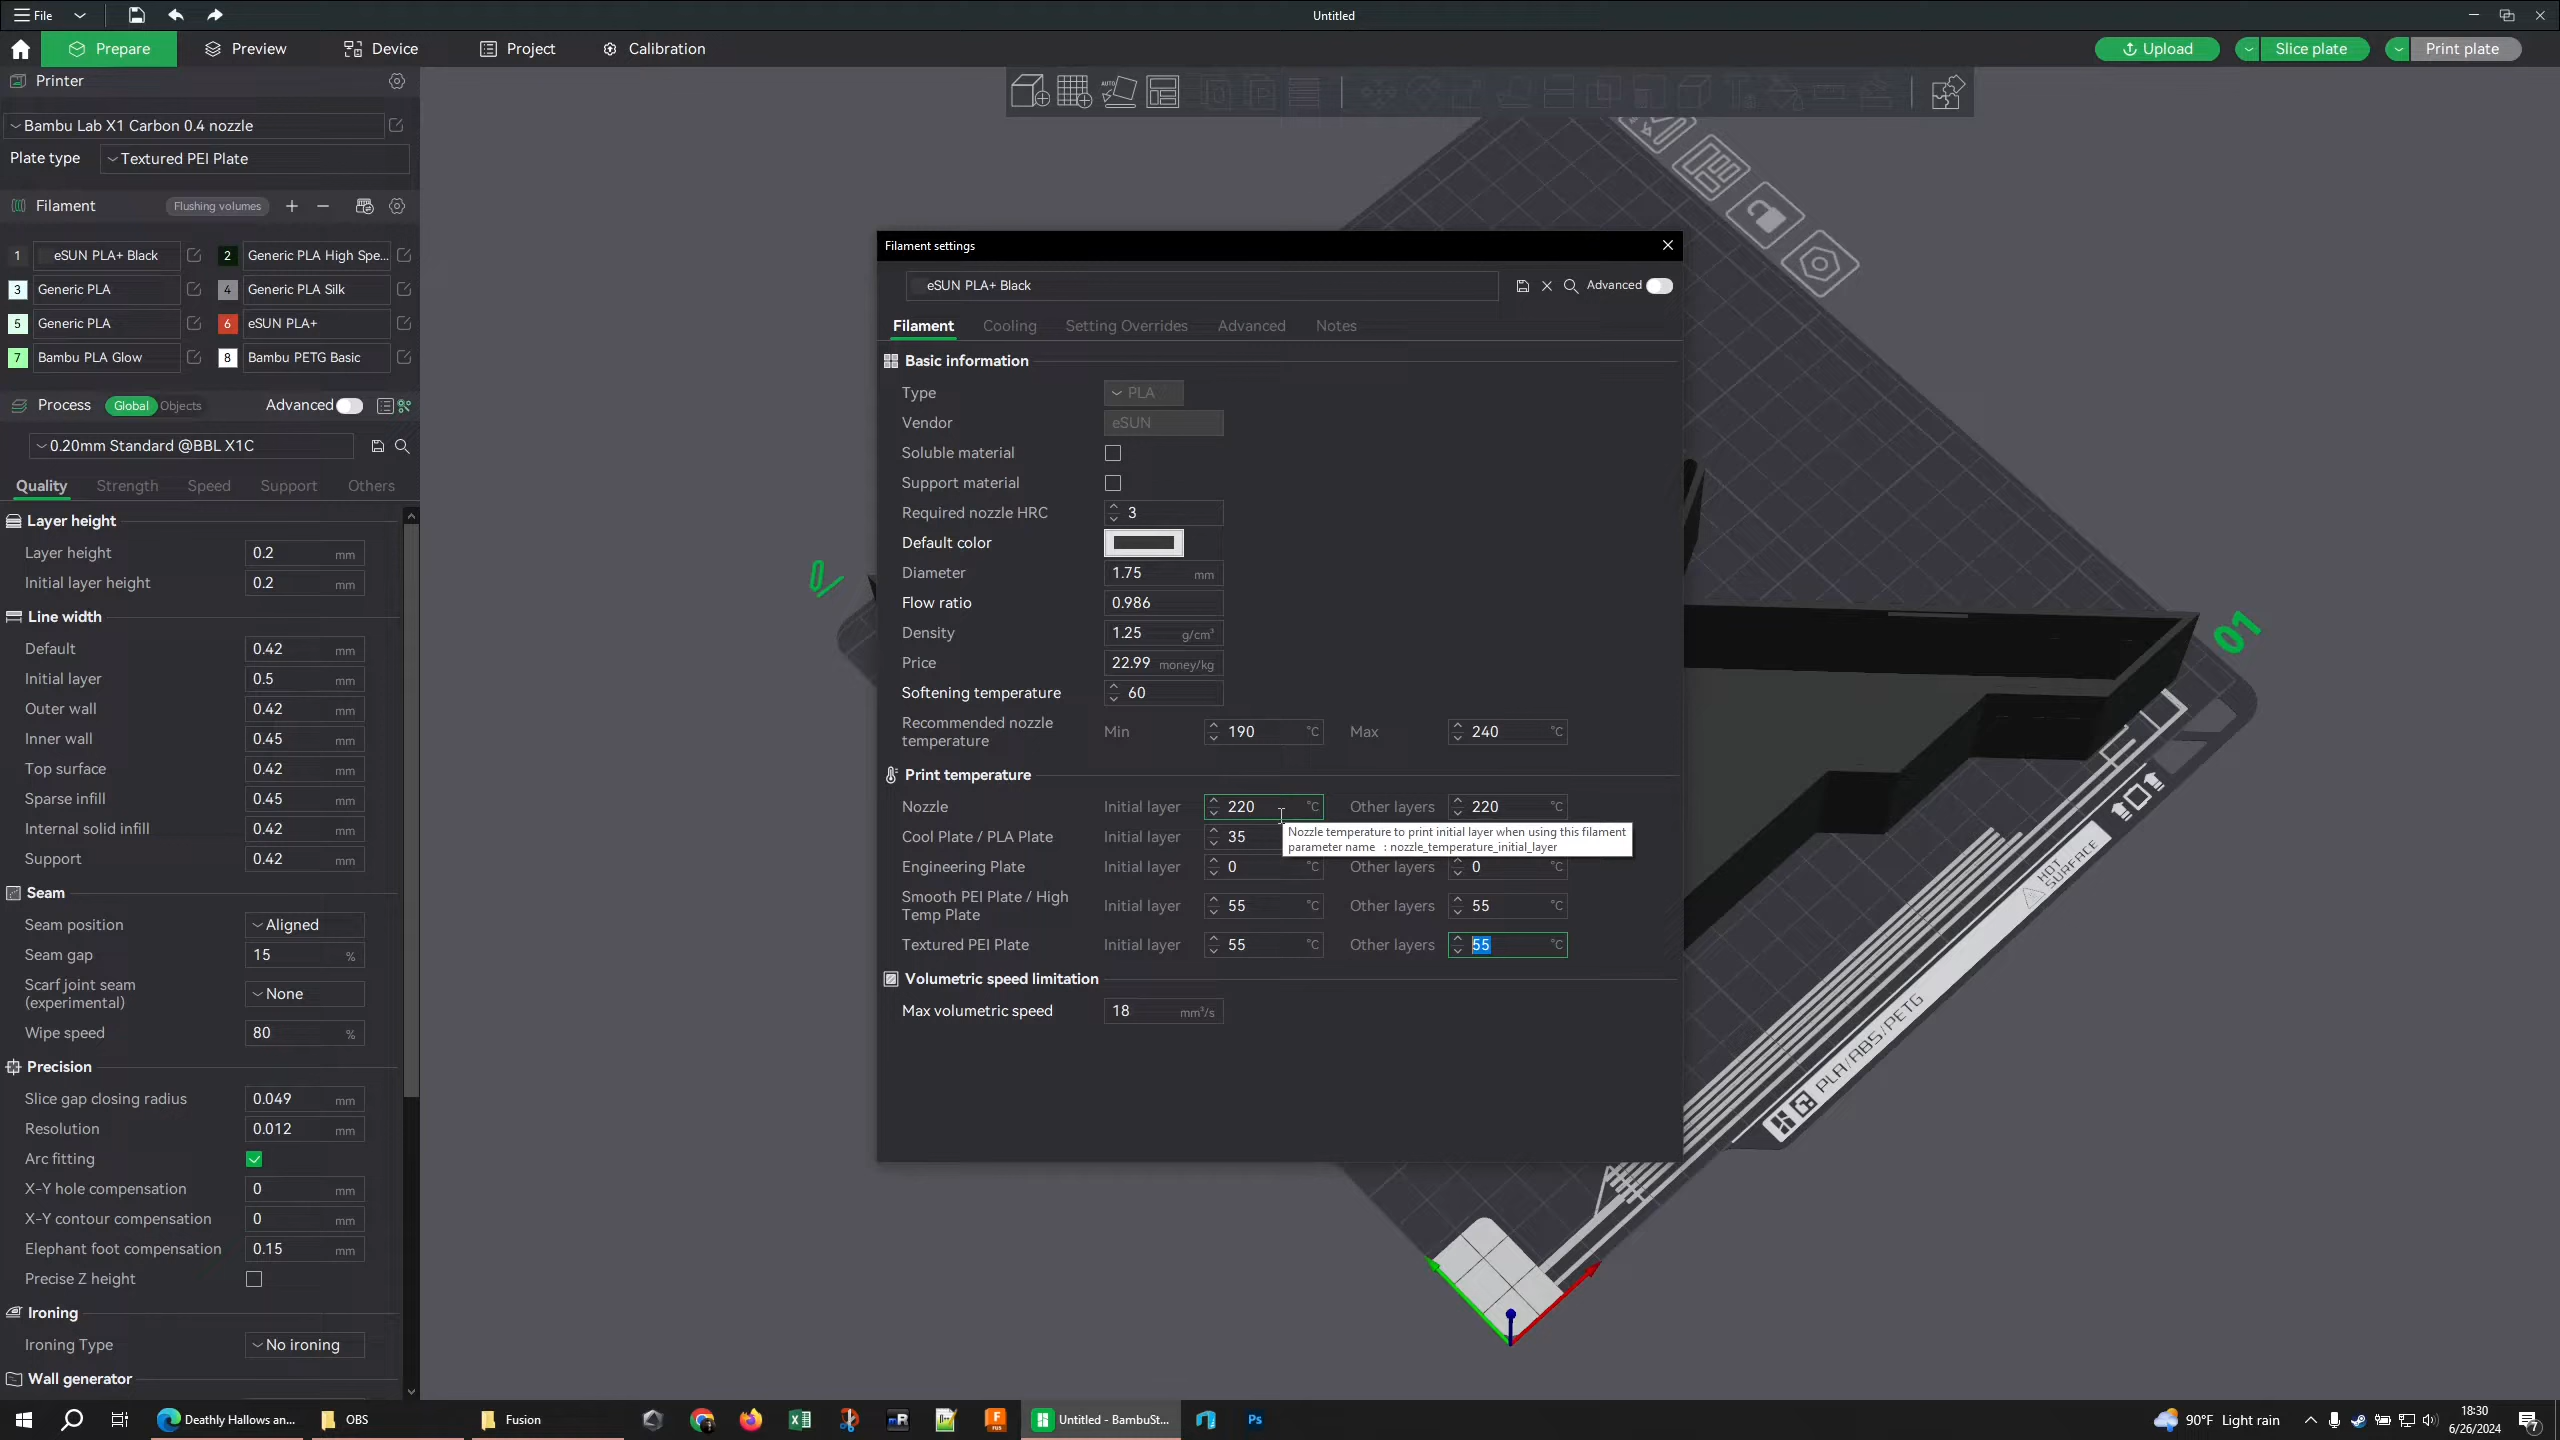 File
Untitled
Prepare Preview Device Project Calibration Upload Slice plate Print plate
Printer
Bambu Lab X1 Carbon 0.4 nozzle
Plate type Textured PEI Plate
Filament Flushing volumes
1 eSUN PLA+ Black 2 Generic PLA High Spe...
3 Generic PLA 4 Generic PLA Silk
5 Generic PLA 6 eSUN PLA+
7 Bambu PLA Glow 8 Bambu PETG Basic
Process Global Objects Advanced
0.20mm Standard @BBL X1C
Quality Strength Speed Support Others
Layer height
Layer height 0.2 mm
Initial layer height 0.2 mm
Line width
Default 0.42 mm
Initial layer 0.5 mm
Outer wall 0.42 mm
Inner wall 0.45 mm
Top surface 0.42 mm
Sparse infill 0.45 mm
Internal solid infill 0.42 mm
Support 0.42 mm
Seam
Seam position Aligned
Seam gap 15 %
Scarf joint seam
(experimental) None
Wipe speed 80 %
Precision
Slice gap closing radius 0.049 mm
Resolution 0.012 mm
Arc fitting
X-Y hole compensation 0 mm
X-Y contour compensation 0 mm
Elephant foot compensation 0.15 mm
Precise Z height
Ironing
Ironing Type No ironing
Wall generator
AUTO
Filament settings
eSUN PLA+ Black Advanced
Filament Cooling Setting Overrides Advanced Notes
Basic information
Type PLA
Vendor eSUN
Soluble material
Support material
Required nozzle HRC 3
Default color
Diameter 1.75 mm
Flow ratio 0.986
Density 1.25 g/cm³
Price 22.99 money/kg
Softening temperature 60
Recommended nozzle
temperature Min 190 °C Max 240 °C
Print temperature
Nozzle Initial layer 220 °C Other layers 220 °C
Cool Plate / PLA Plate Initial layer 35
Nozzle temperature to print initial layer when using this filament
parameter name : nozzle_temperature_initial_layer
Engineering Plate Initial layer 0 °C Other layers 0 °C
Smooth PEI Plate / High
Temp Plate Initial layer 55 °C Other layers 55 °C
Textured PEI Plate Initial layer 55 °C Other layers 55 °C
Volumetric speed limitation
Max volumetric speed 18 mm³/s
01
HOT
SURFACE
PLA/ABS/PETG
Deathly Hallows an... OBS Fusion Untitled - BambuSt... Ps
90°F Light rain
18:30
6/26/2024
7